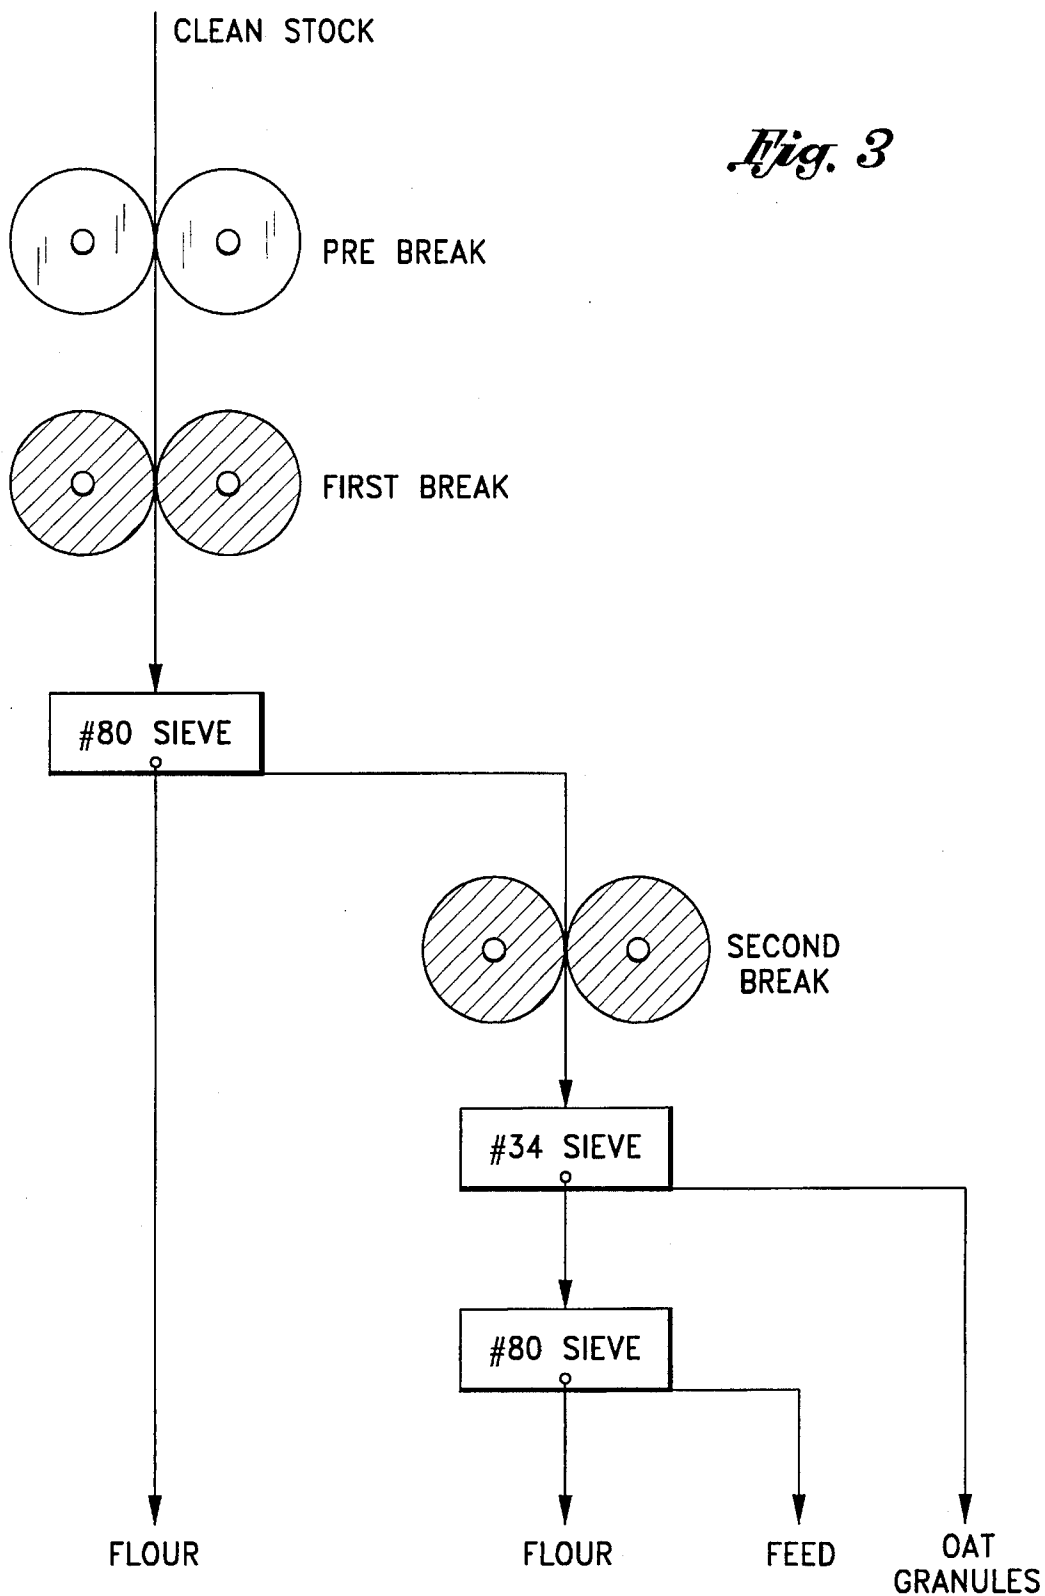 CLEAN STOCK
Fig. 3
PRE BREAK
FIRST BREAK
#80 SIEVE
SECOND
BREAK
#34 SIEVE
#80 SIEVE
FLOUR
FLOUR
FEED
OAT
GRANULES